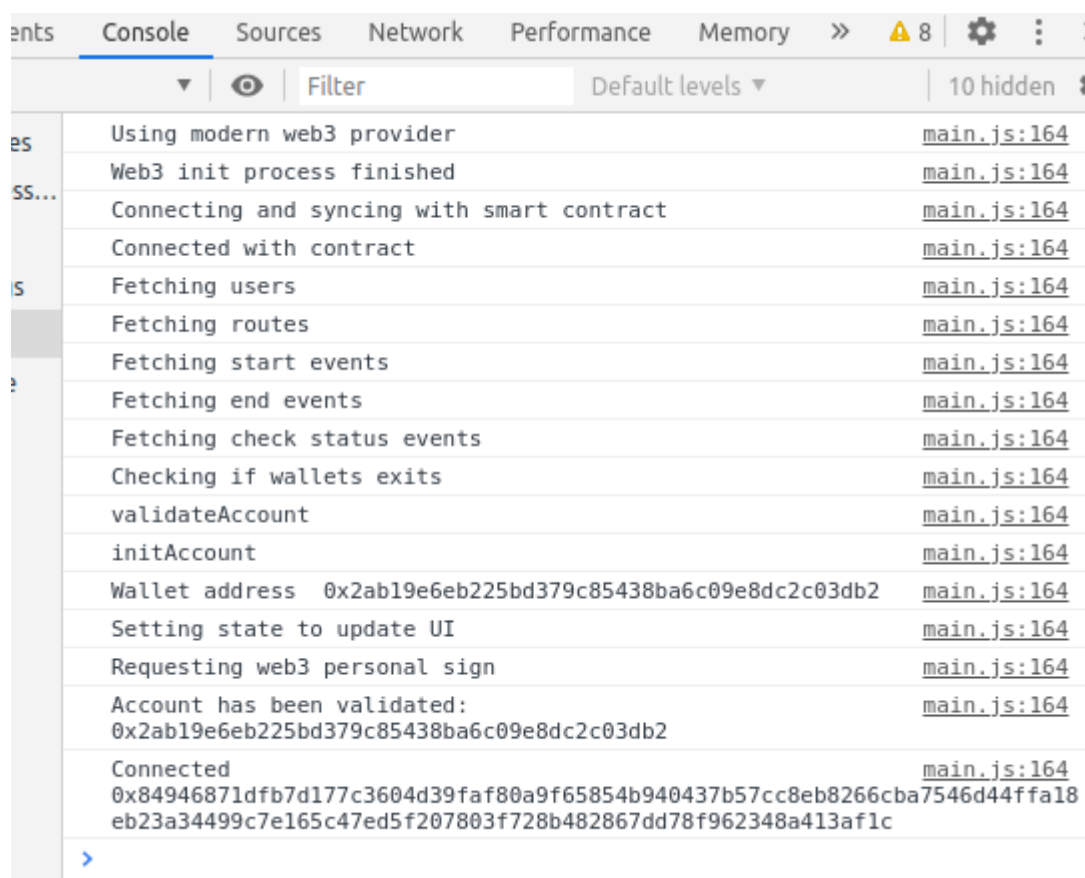 ents Console Sources Network Performance Memory » 8
Filter Default levels ▼ 10 hidden
es
ss...
s
Using modern web3 provider main.js:164
Web3 init process finished main.js:164
Connecting and syncing with smart contract main.js:164
Connected with contract main.js:164
Fetching users main.js:164
Fetching routes main.js:164
Fetching start events main.js:164
Fetching end events main.js:164
Fetching check status events main.js:164
Checking if wallets exits main.js:164
validateAccount main.js:164
initAccount main.js:164
Wallet address 0x2ab19e6eb225bd379c85438ba6c09e8dc2c03db2 main.js:164
Setting state to update UI main.js:164
Requesting web3 personal sign main.js:164
Account has been validated: main.js:164
0x2ab19e6eb225bd379c85438ba6c09e8dc2c03db2
Connected main.js:164
0x84946871dfb7d177c3604d39faf80a9f65854b940437b57cc8eb8266cba7546d44ffa18
eb23a34499c7e165c47ed5f207803f728b482867dd78f962348a413af1c
>